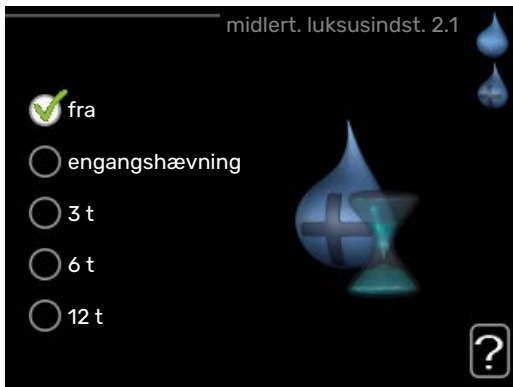 midlert. luksusindst. 2.1
fra
engangshævning
3 t
6 t
12 t
?